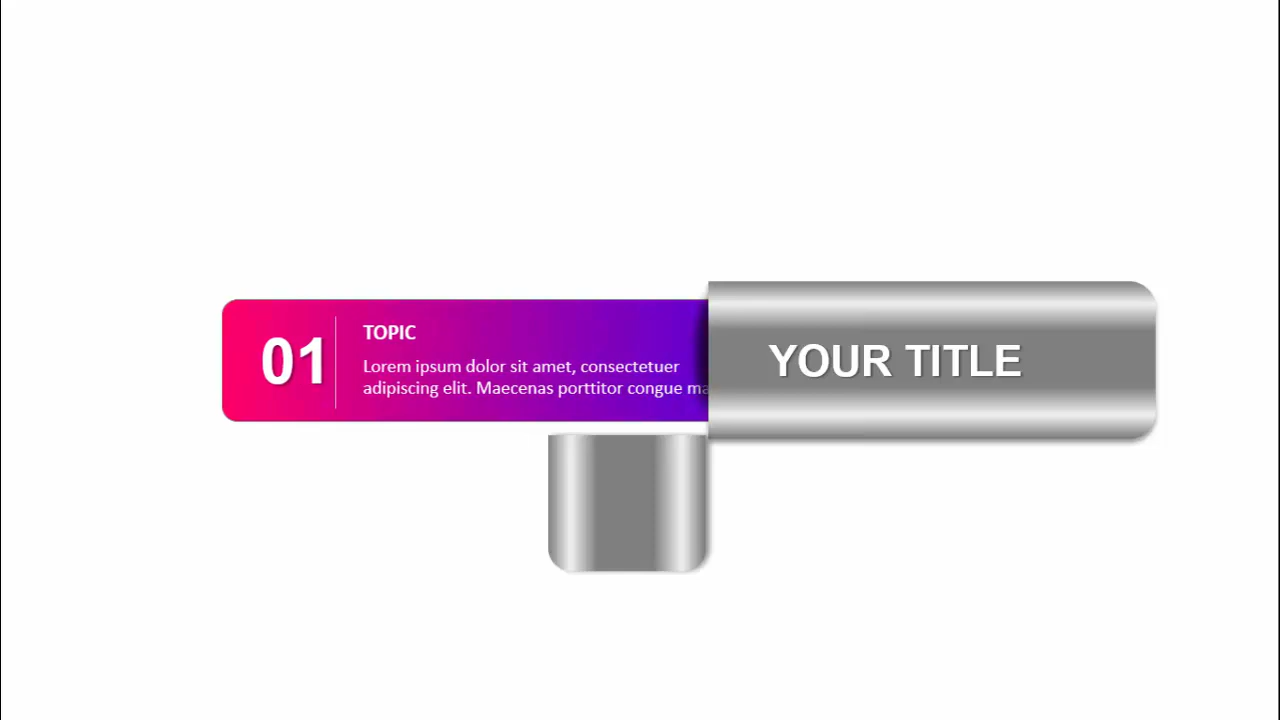 01
TOPIC
Lorem ipsum dolor sit amet, consectetuer
adipiscing elit. Maecenas porttitor congue
YOUR TITLE